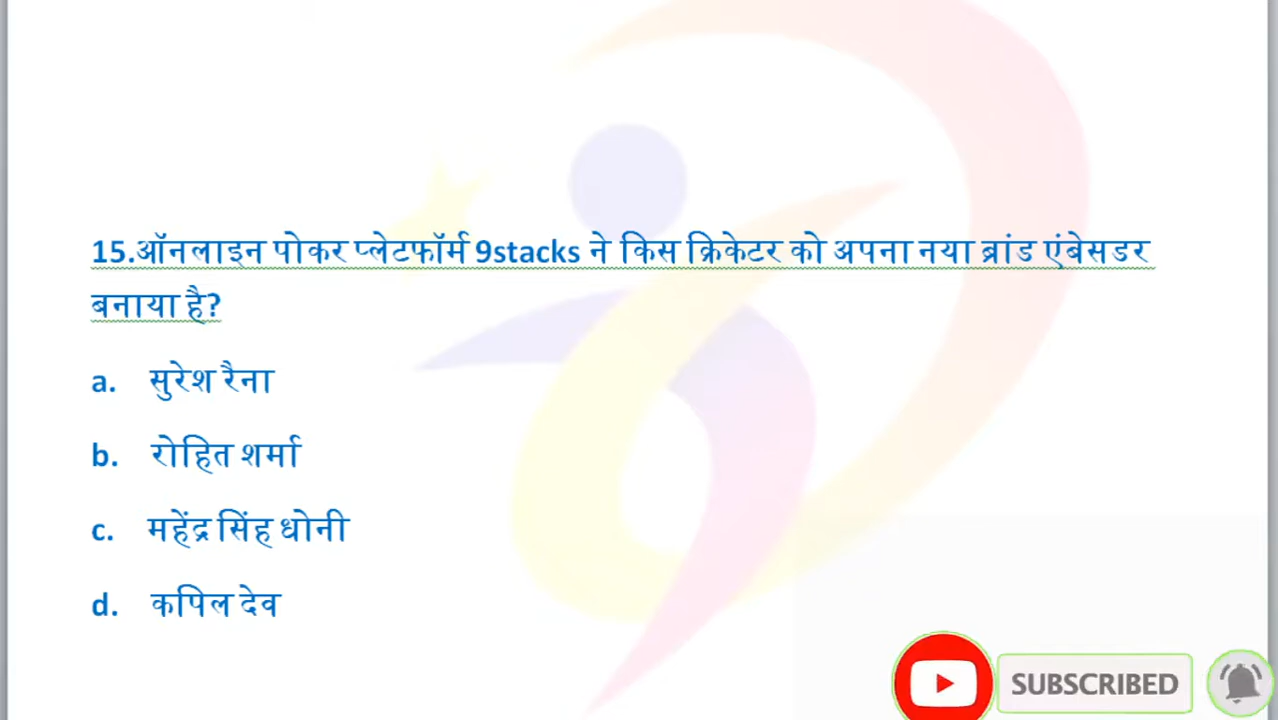 15.ऑनलाइन पोकर प्लेटफॉर्म 9stacks ने किस क्रिकेटर को अपना नया ब्रांड एंबेसडर
बनाया है?
a. सुरेश रैना
b. रोहित शर्मा
c. महेंद्र सिंह धोनी
d. कपिल देव
SUBSCRIBED